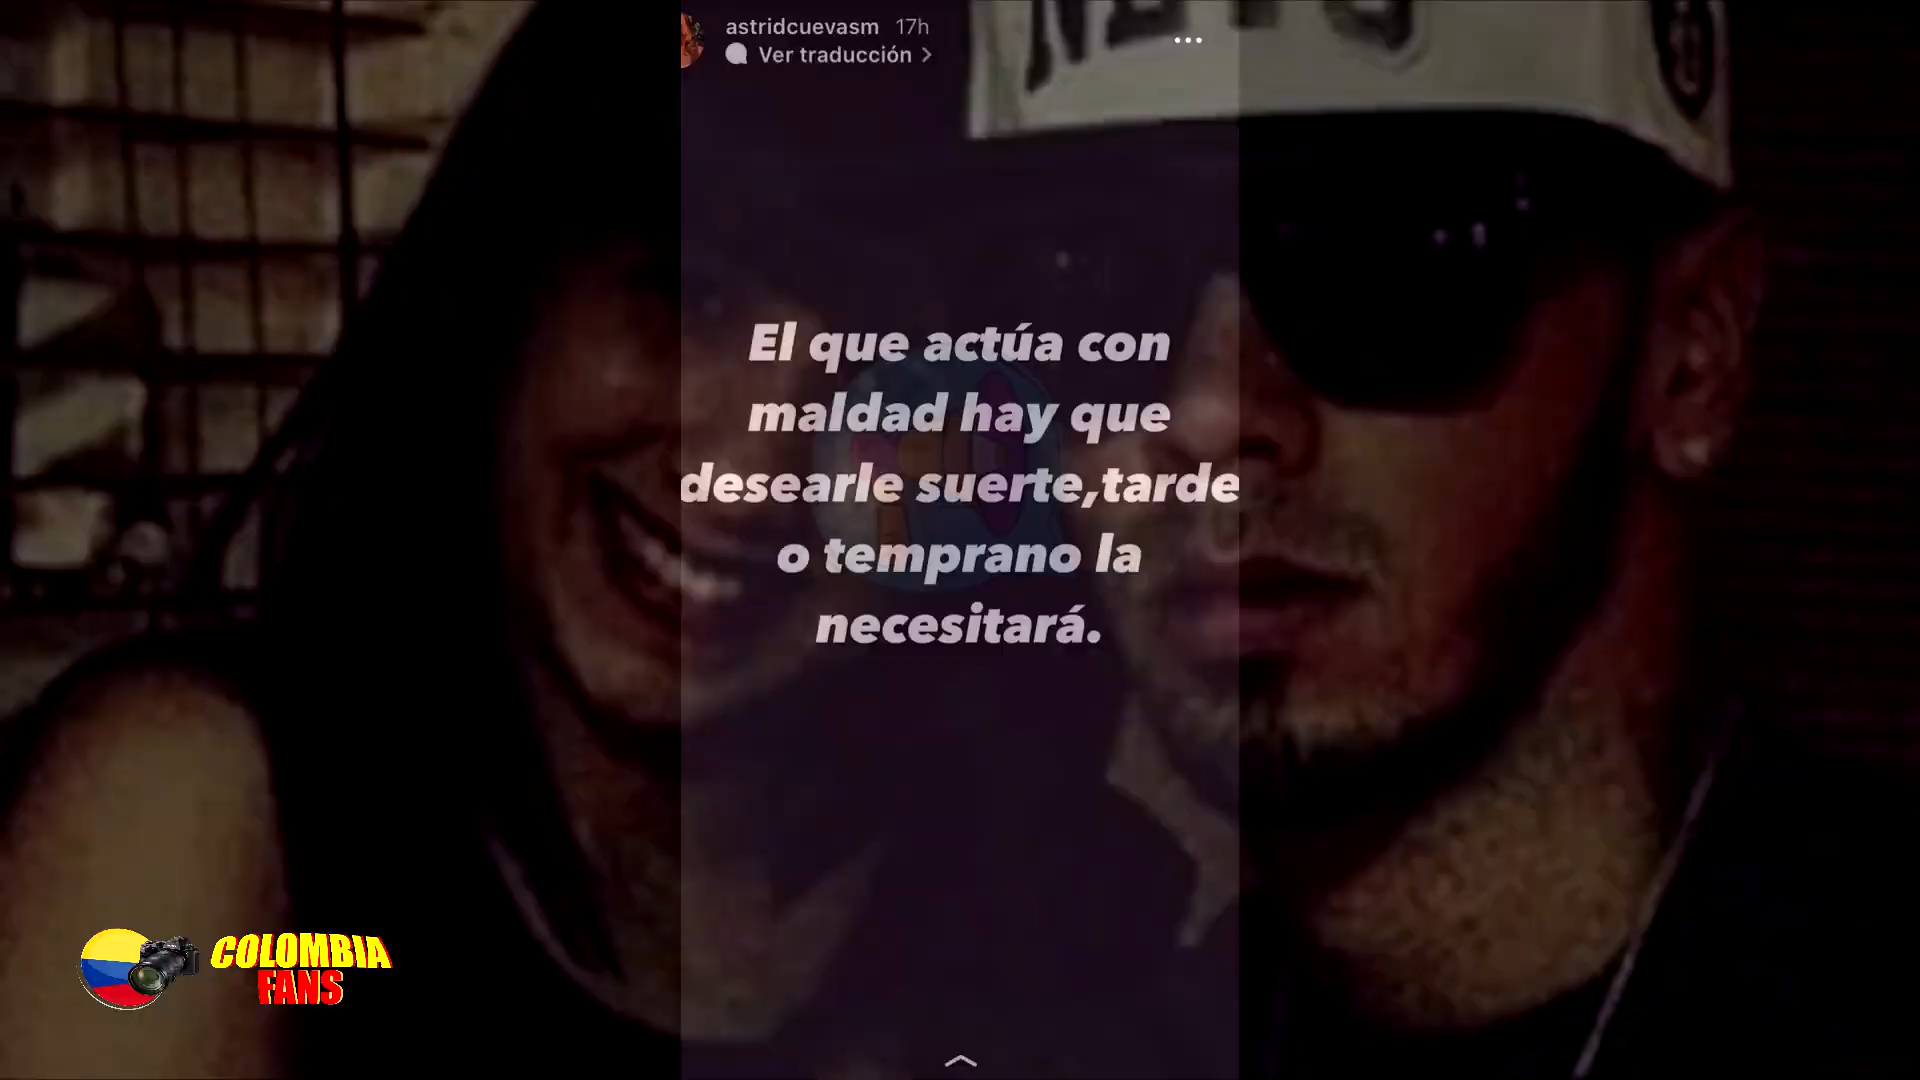 astridcuevasm 17h
Ver traducción >
El que actúa con
maldad hay que
desearle suerte,tarde
o temprano la
necesitará.
COLOMBIA
FANS